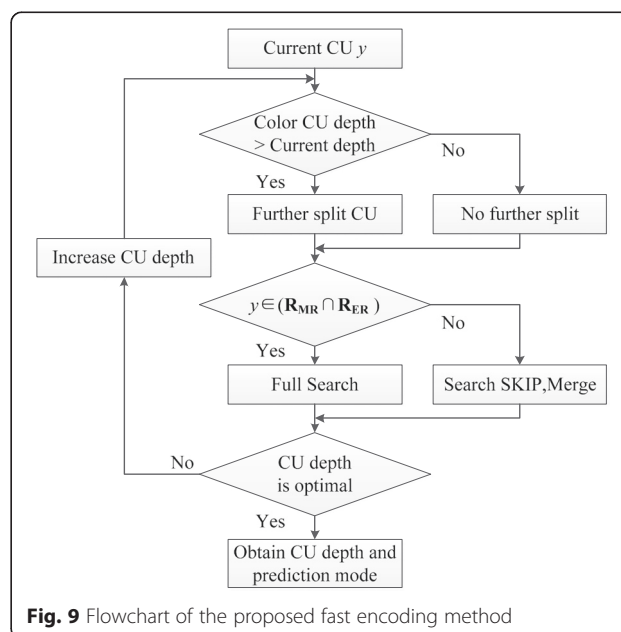 Current CU y
Color CU depth
> Current depth
No
Yes
Further split CU
No further split
Increase CU depth
y∈(R_MR ∩ R_ER )
No
Yes
Full Search
Search SKIP,Merge
No
CU depth
is optimal
Yes
Obtain CU depth and
prediction mode
Fig. 9 Flowchart of the proposed fast encoding method